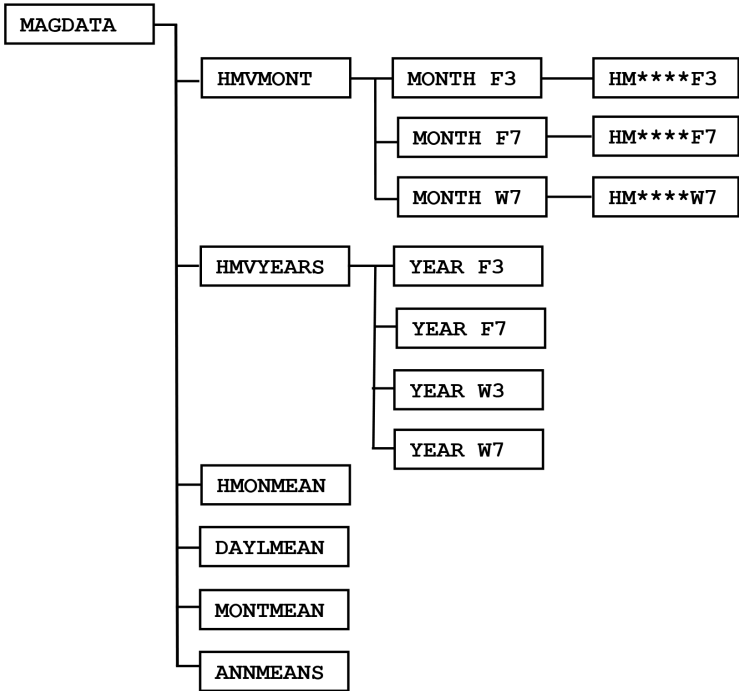 MAGDATA
HMVMONT
MONTH F3
HM****F3
MONTH F7
HM****F7
MONTH W7
HM****W7
HMVYEARS
YEAR F3
YEAR F7
YEAR W3
YEAR W7
HMONMEAN
DAYLMEAN
MONTMEAN
ANNMEANS